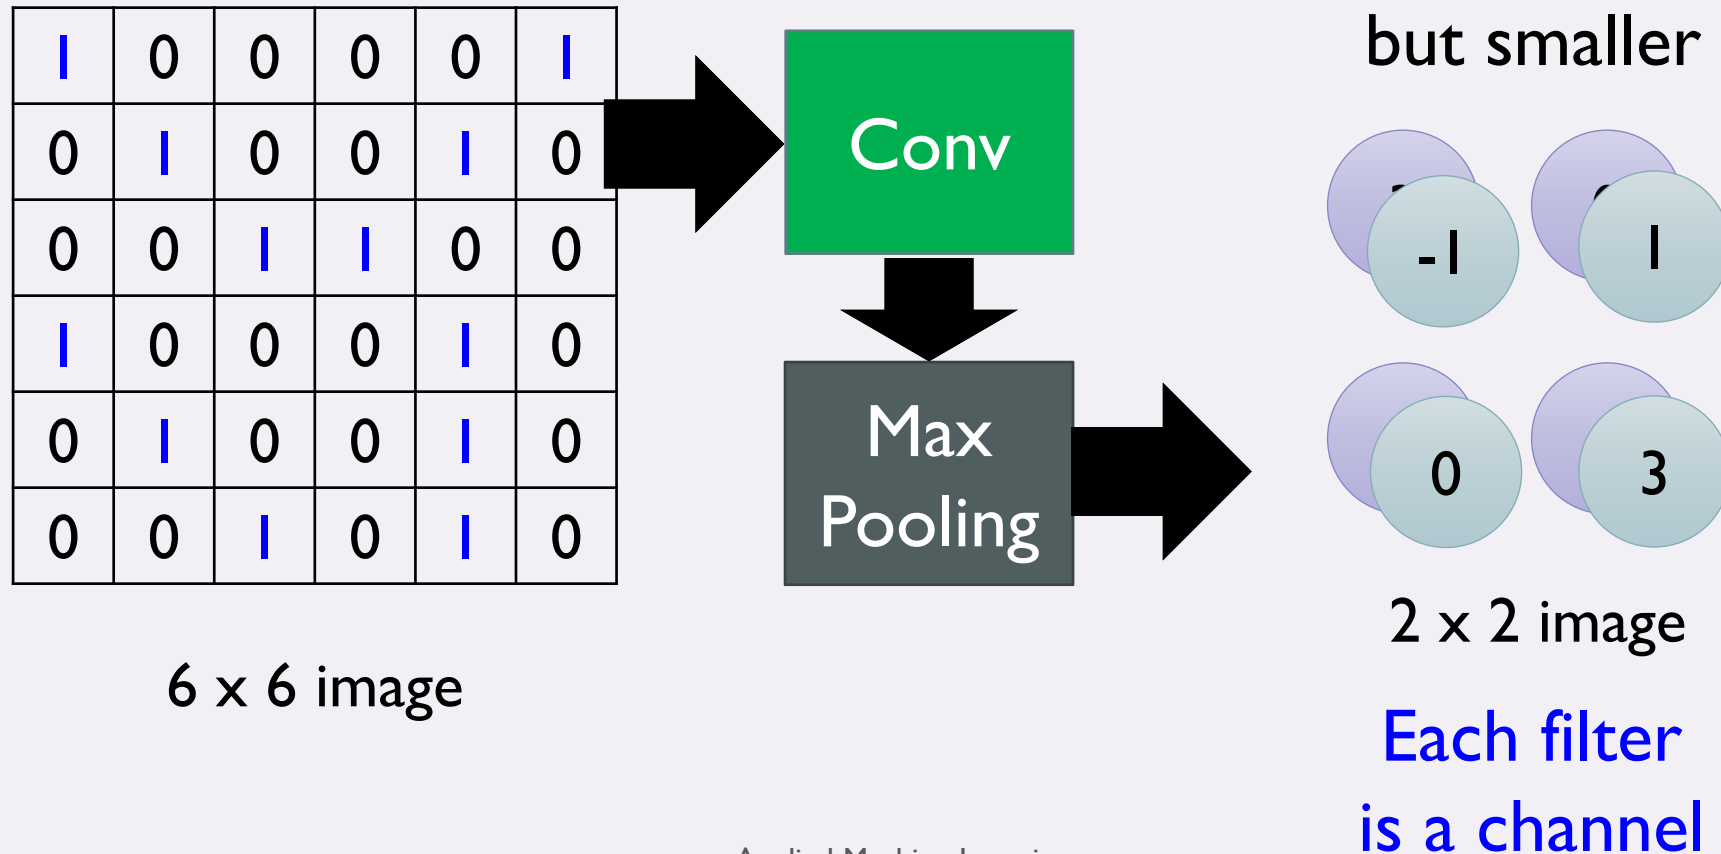 1 0 0 0 0 1
0 1 0 0 1 0
0 0 1 1 0 0
1 0 0 0 1 0
0 1 0 0 1 0
0 0 1 0 1 0
6 x 6 image
Conv
Max
Pooling
but smaller
-1 1
0 3
2 x 2 image
Each filter
is a channel